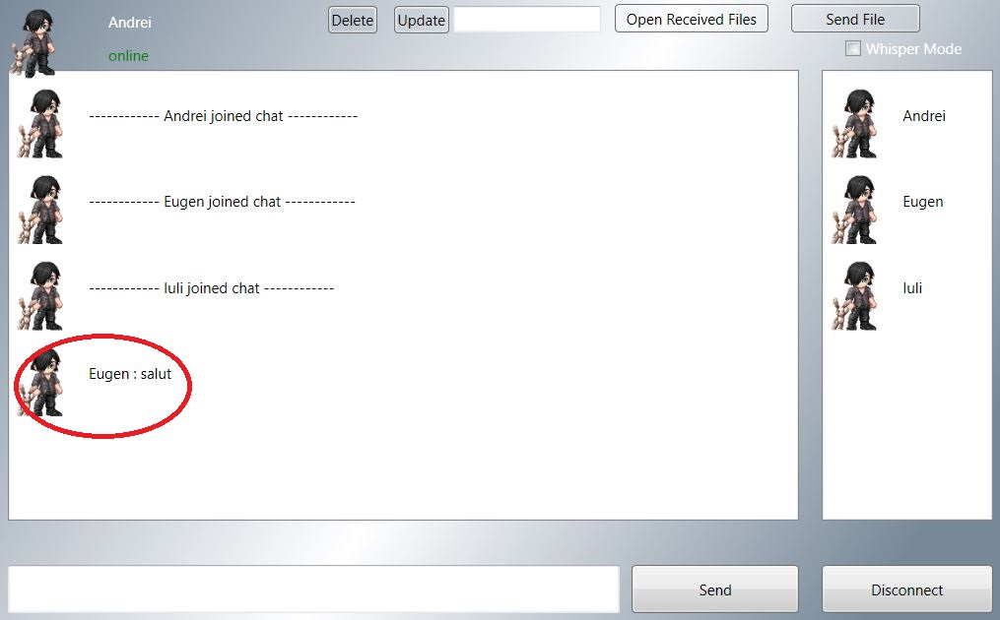 Andrei
online
Delete
Update
Open Received Files
Send File
Whisper Mode
------------ Andrei joined chat ------------
------------ Eugen joined chat ------------
------------ Iuli joined chat ------------
Eugen : salut
Andrei
Eugen
Iuli
Send
Disconnect